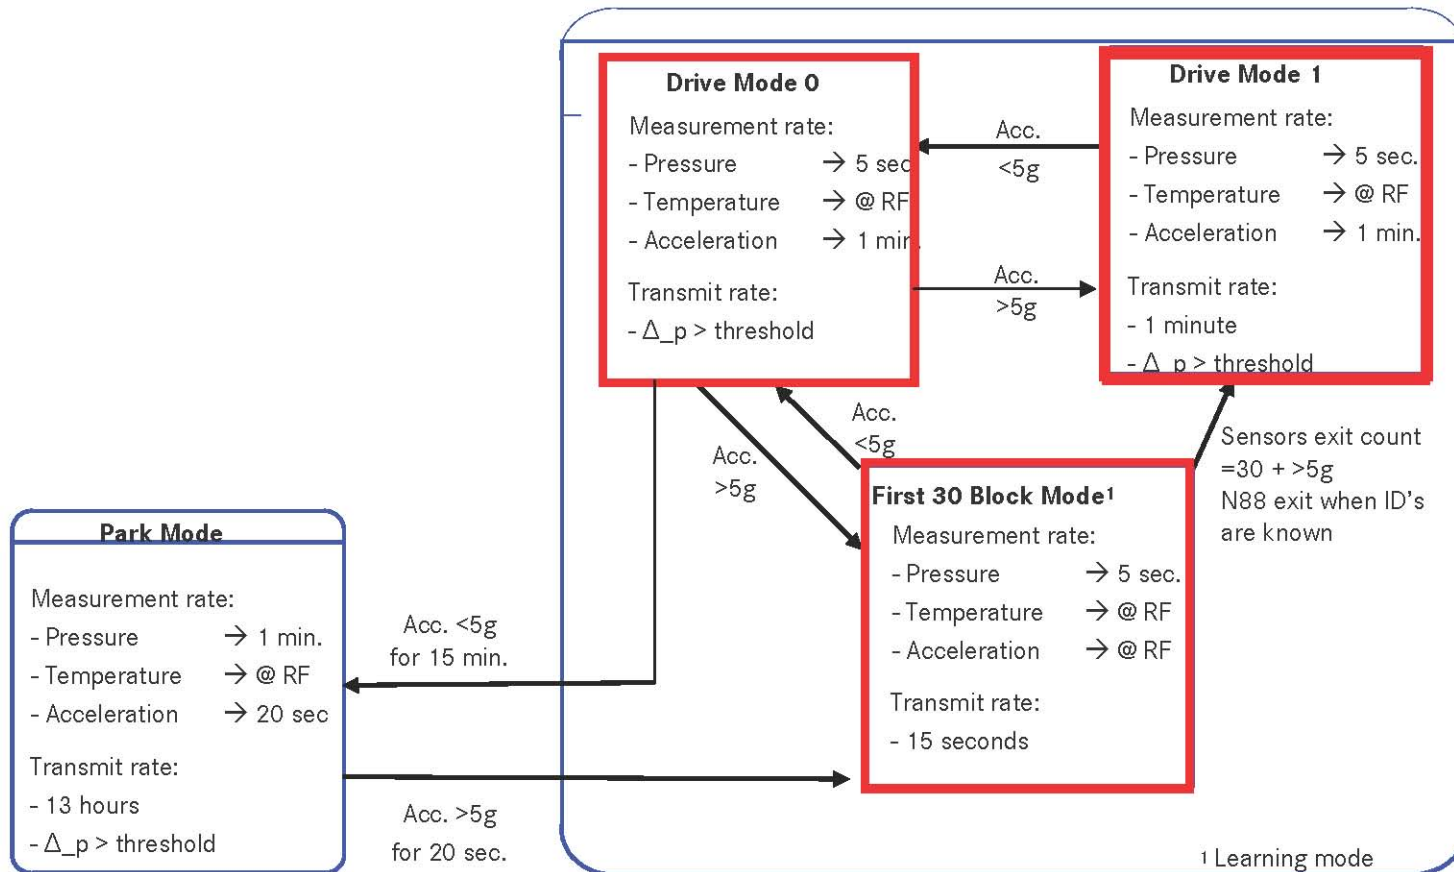 Drive Mode 0
Measurement rate:
- Pressure → 5 sec.
- Temperature → @ RF
- Acceleration → 1 min.
Transmit rate:
- Δ_p > threshold
Acc.
<5g
Acc.
>5g
Drive Mode 1
Measurement rate:
- Pressure → 5 sec.
- Temperature → @ RF
- Acceleration → 1 min.
Transmit rate:
- 1 minute
- Δ_p > threshold
Acc.
<5g
Acc.
>5g
Sensors exit count
=30 + >5g
N88 exit when ID's
are known
First 30 Block Mode¹
Measurement rate:
- Pressure → 5 sec.
- Temperature → @ RF
- Acceleration → @ RF
Transmit rate:
- 15 seconds
Park Mode
Measurement rate:
- Pressure → 1 min.
- Temperature → @ RF
- Acceleration → 20 sec
Transmit rate:
- 13 hours
- Δ_p > threshold
Acc. <5g
for 15 min.
Acc. >5g
for 20 sec.
¹ Learning mode